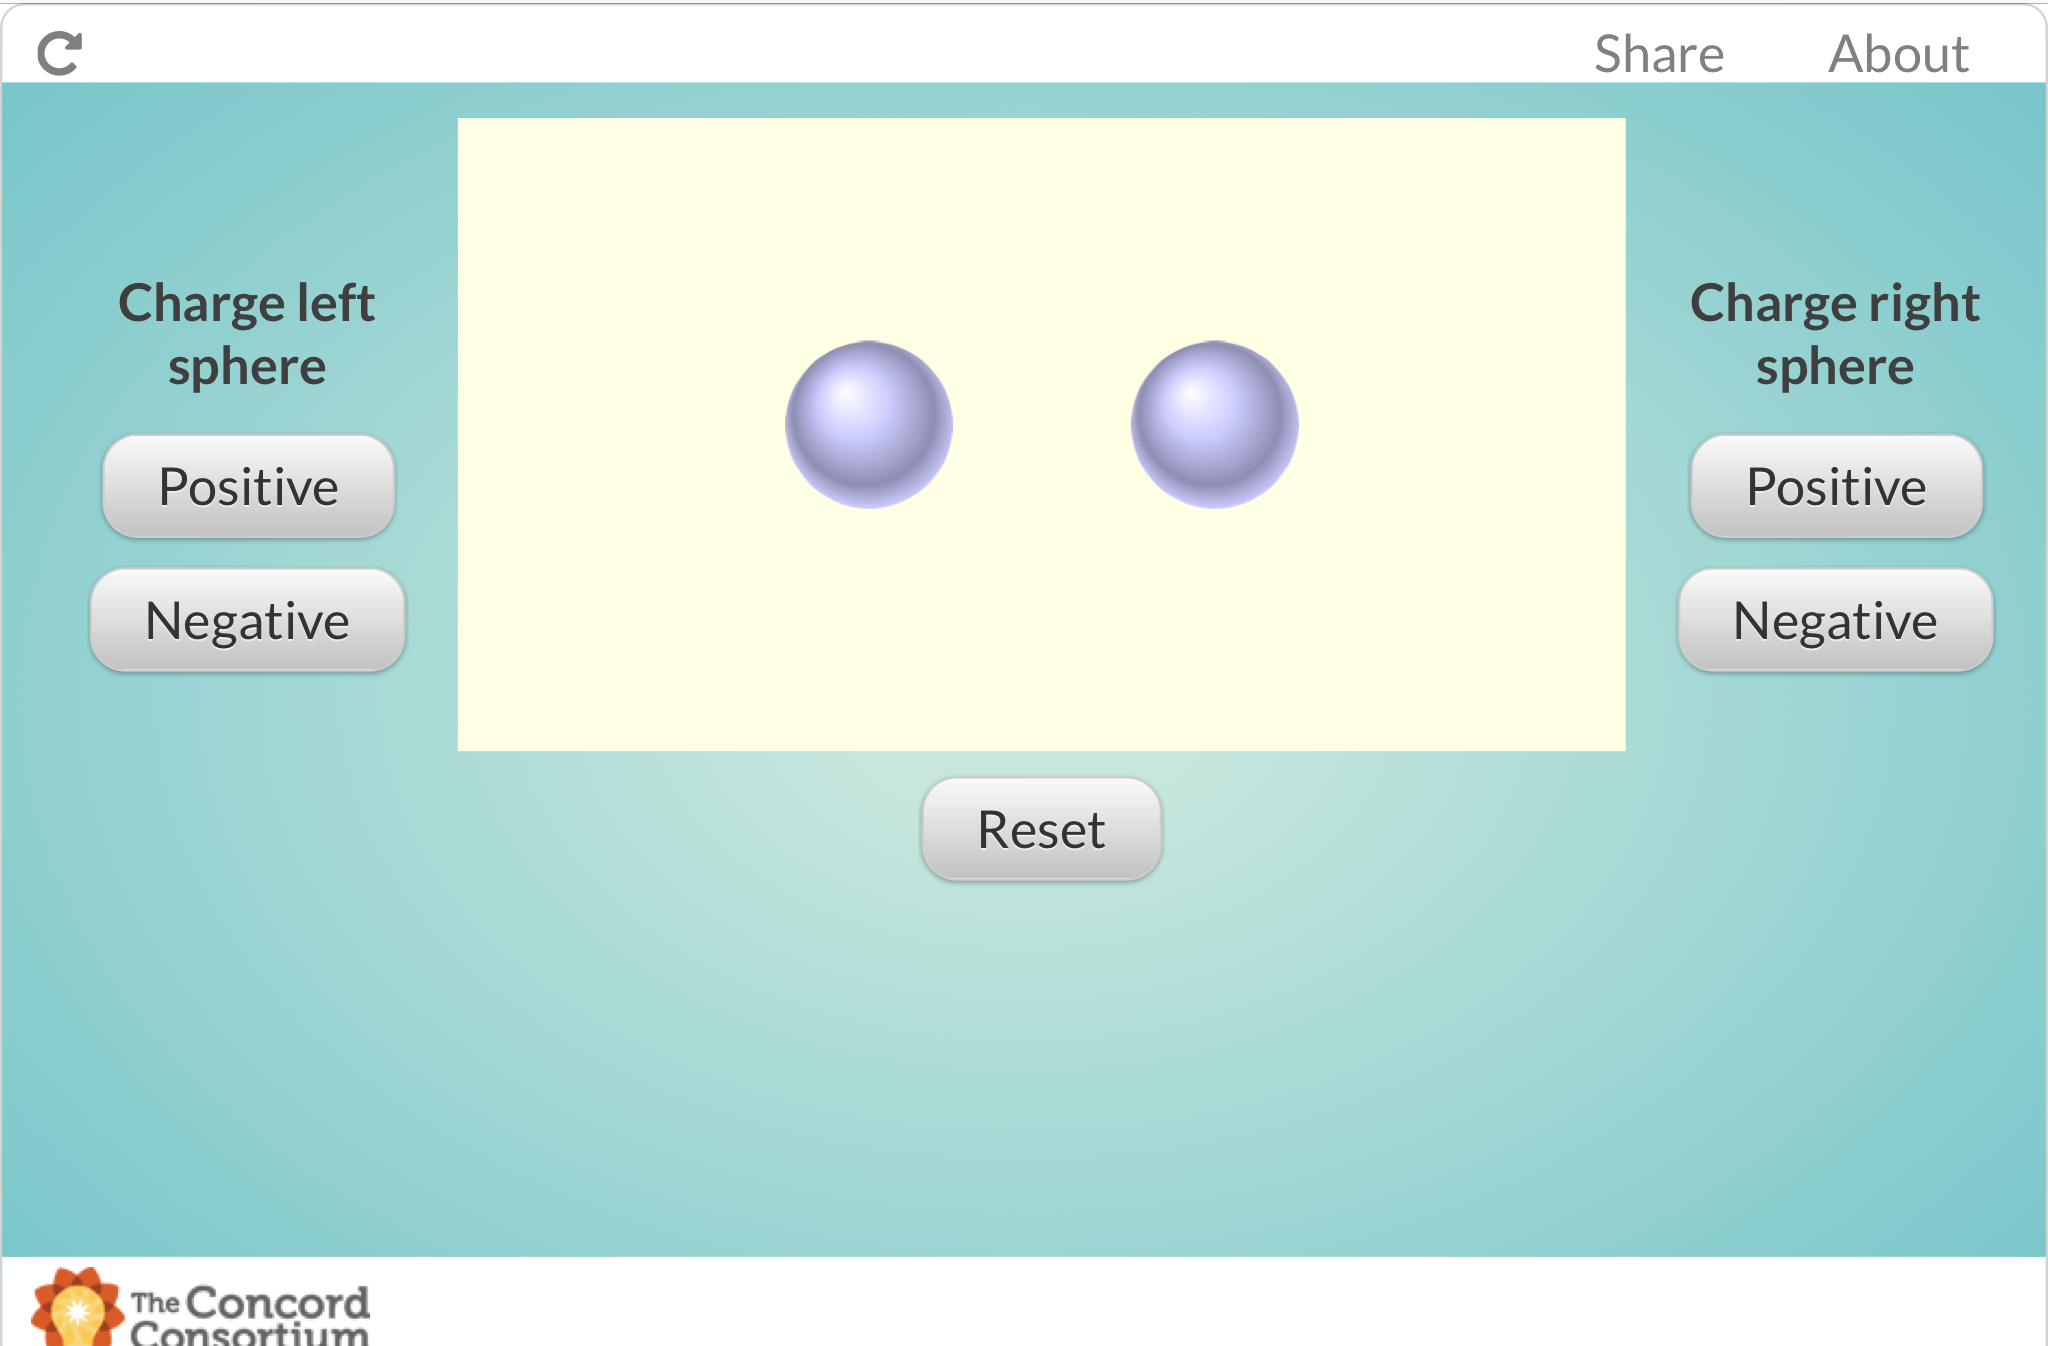 Share About
Charge left
sphere
Positive
Negative
Charge right
sphere
Positive
Negative
Reset
The Concord
Consortium